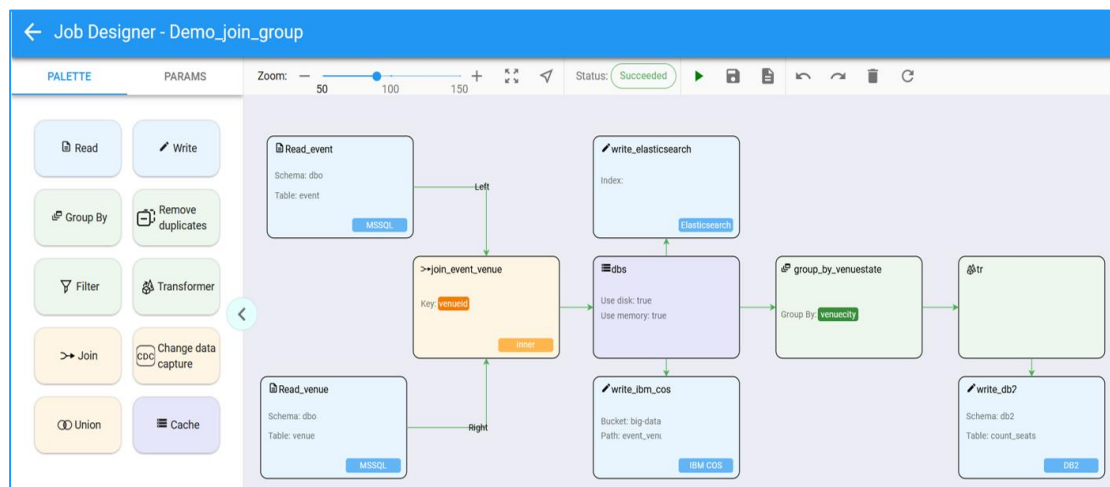 Job Designer - Demo_join_group
PALETTE
PARAMS
Zoom:
50
100
150
Status:
Succeeded
Read
Write
Group By
Remove
duplicates
Filter
Transformer
Join
CDC
Change data
capture
Union
Cache
Read_event
Schema: dbo
Table: event
MSSQL
Left
write_elasticsearch
Index:
Elasticsearch
join_event_venue
Key: venueid
inner
dbs
Use disk: true
Use memory: true
group_by_venuestate
Group By: venuecity
tr
Read_venue
Schema: dbo
Table: venue
MSSQL
Right
write_ibm_cos
Bucket: big-data
Path: event_venu
IBM COS
write_db2
Schema: db2
Table: count_seats
DB2